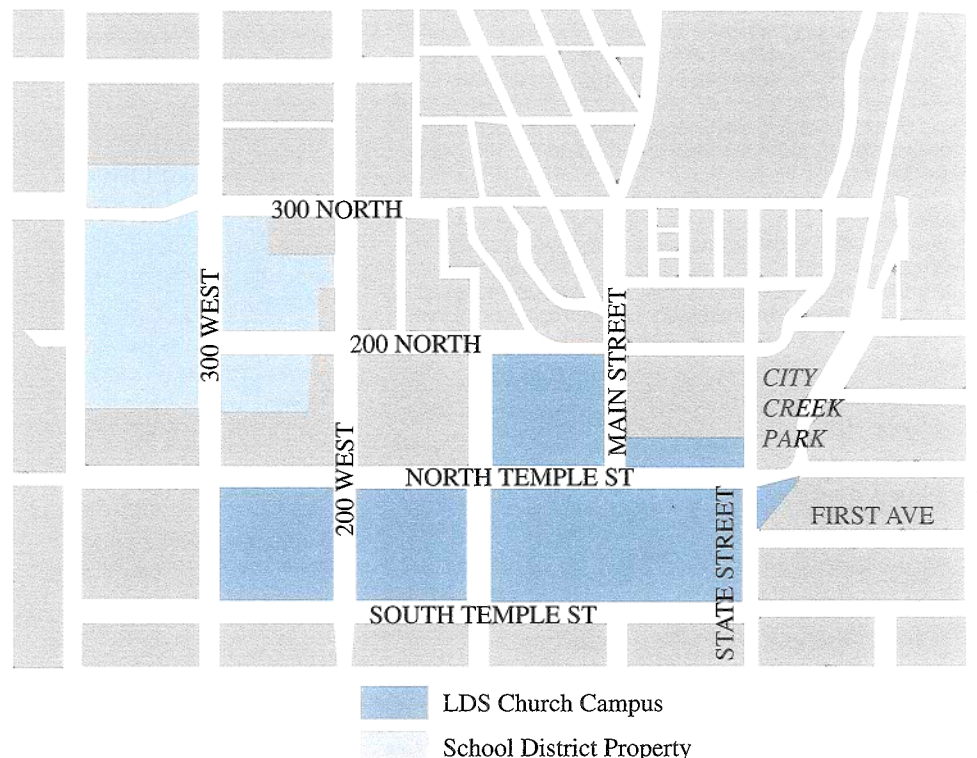 300 NORTH
300 WEST
200 NORTH
MAIN STREET
CITY
CREEK
PARK
200 WEST
NORTH TEMPLE ST
STATE STREET
FIRST AVE
SOUTH TEMPLE ST
LDS Church Campus
School District Property